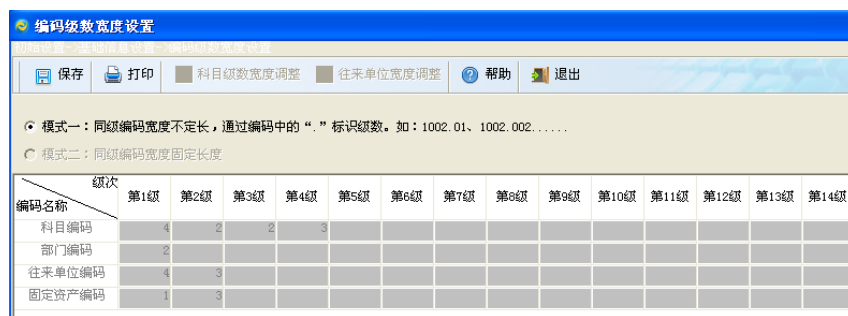 编码级数宽度设置
初始设置->基础信息设置->编码级数宽度设置
保存 打印 科目级数宽度调整 往来单位宽度调整 帮助 退出
模式一：同级编码宽度不定长，通过编码中的“.”标识级数。如：1002.01、1002.002......
模式二：同级编码宽度固定长度
级次 编码名称 第1级 第2级 第3级 第4级 第5级 第6级 第7级 第8级 第9级 第10级 第11级 第12级 第13级 第14级
科目编码 4 2 2 3
部门编码 2
往来单位编码 4 3
固定资产编码 1 3